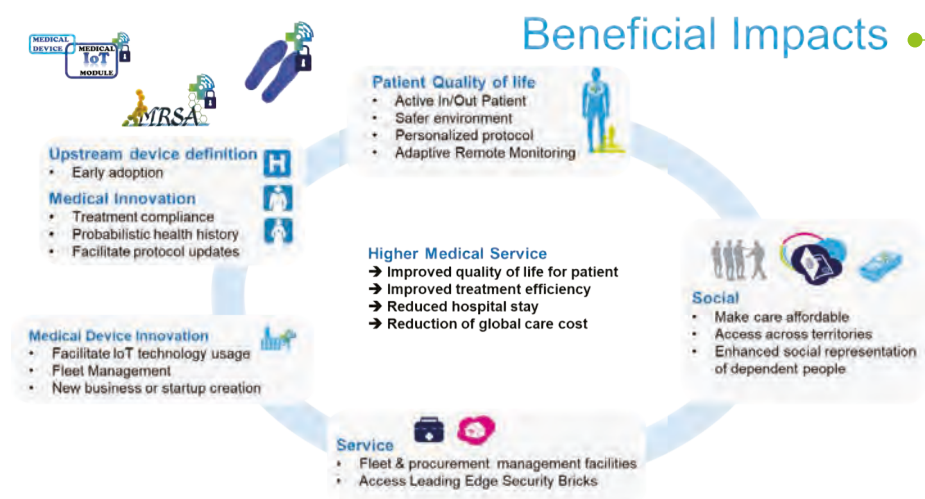 Beneficial Impacts
MEDICAL
DEVICE
MEDICAL
IoT
MODULE
MRSA
Patient Quality of life
• Active In/Out Patient
• Safer environment
• Personalized protocol
• Adaptive Remote Monitoring
Upstream device definition
• Early adoption
H
Medical Innovation
• Treatment compliance
• Probabilistic health history
• Facilitate protocol updates
Higher Medical Service
➔ Improved quality of life for patient
➔ Improved treatment efficiency
➔ Reduced hospital stay
➔ Reduction of global care cost
Social
• Make care affordable
• Access across territories
• Enhanced social representation
of dependent people
Medical Device Innovation
• Facilitate IoT technology usage
• Fleet Management
• New business or startup creation
Service
• Fleet & procurement management facilities
• Access Leading Edge Security Bricks